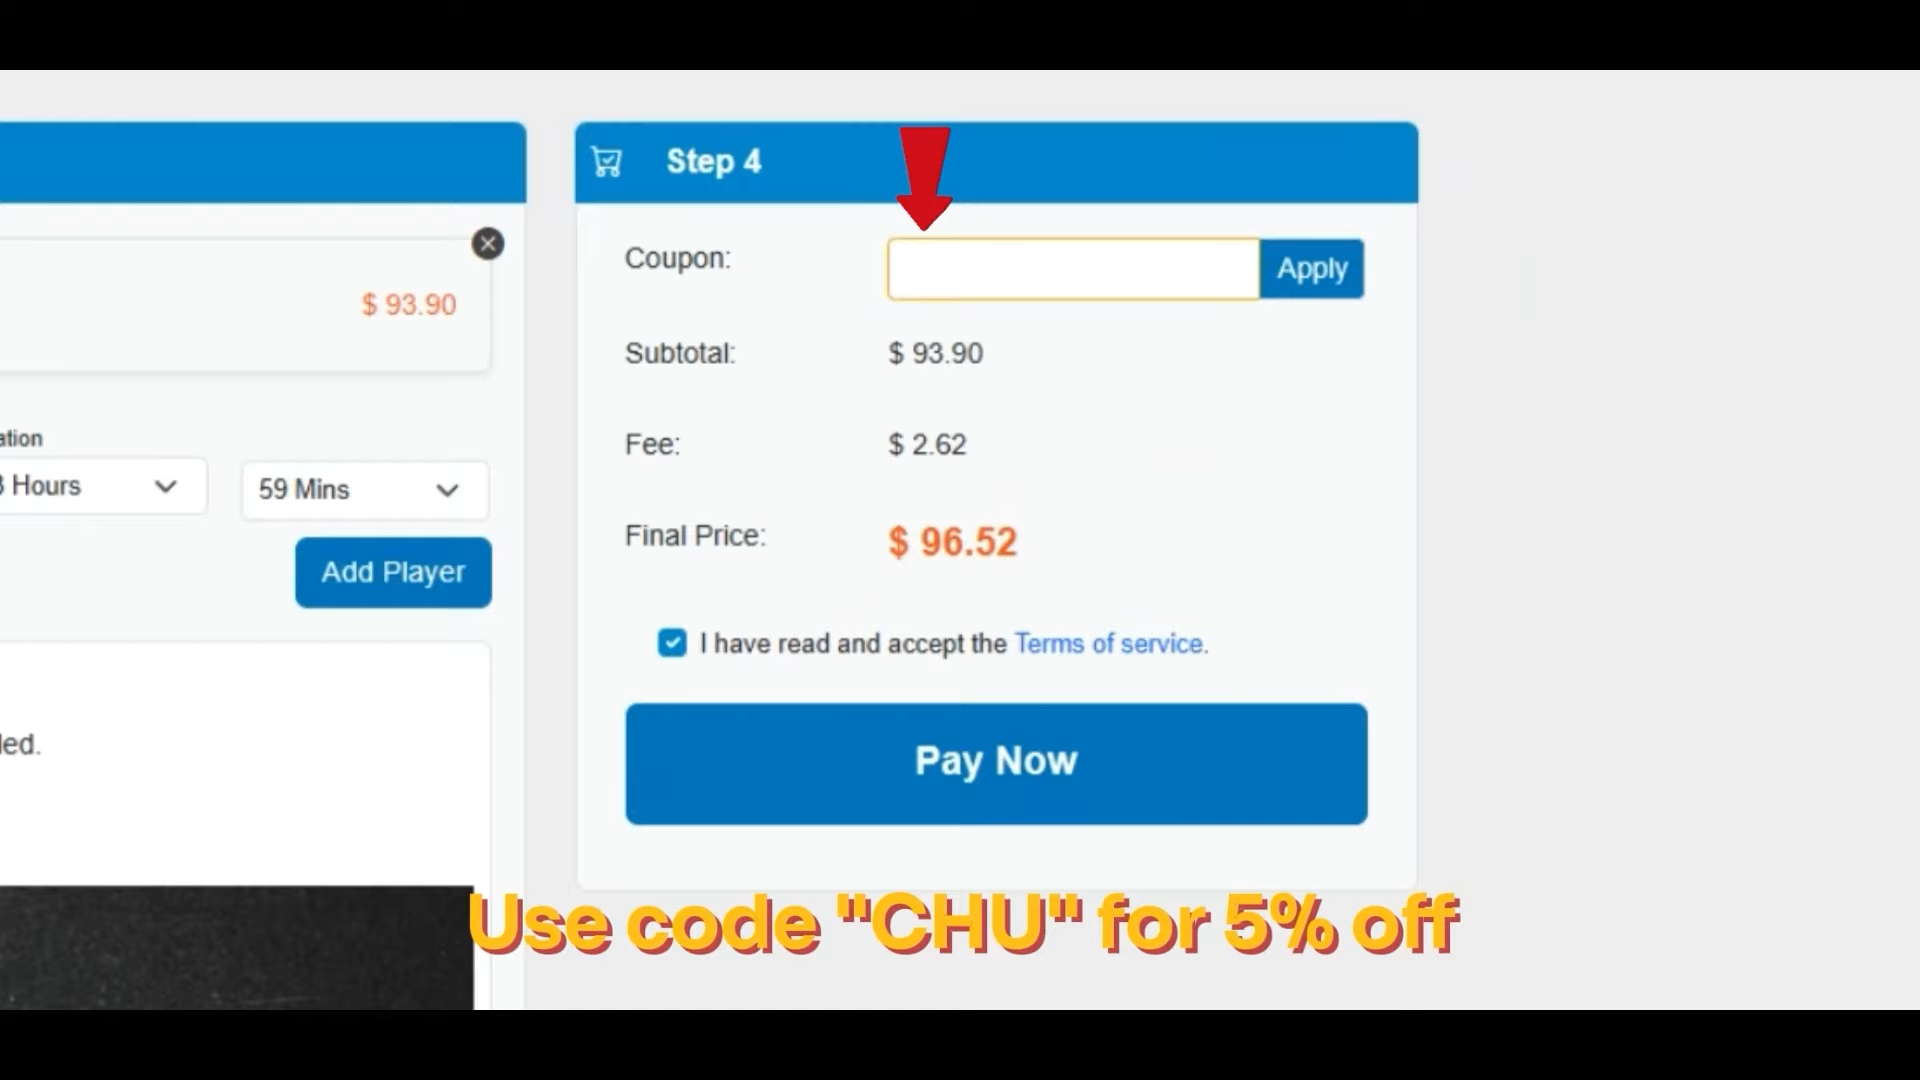 Step 4
$ 93.90
ation
Hours
59 Mins
Add Player
led.
Coupon:
Apply
Subtotal:
$ 93.90
Fee:
$ 2.62
Final Price:
$ 96.52
I have read and accept the Terms of service.
Pay Now
Use code "CHU" for 5% off